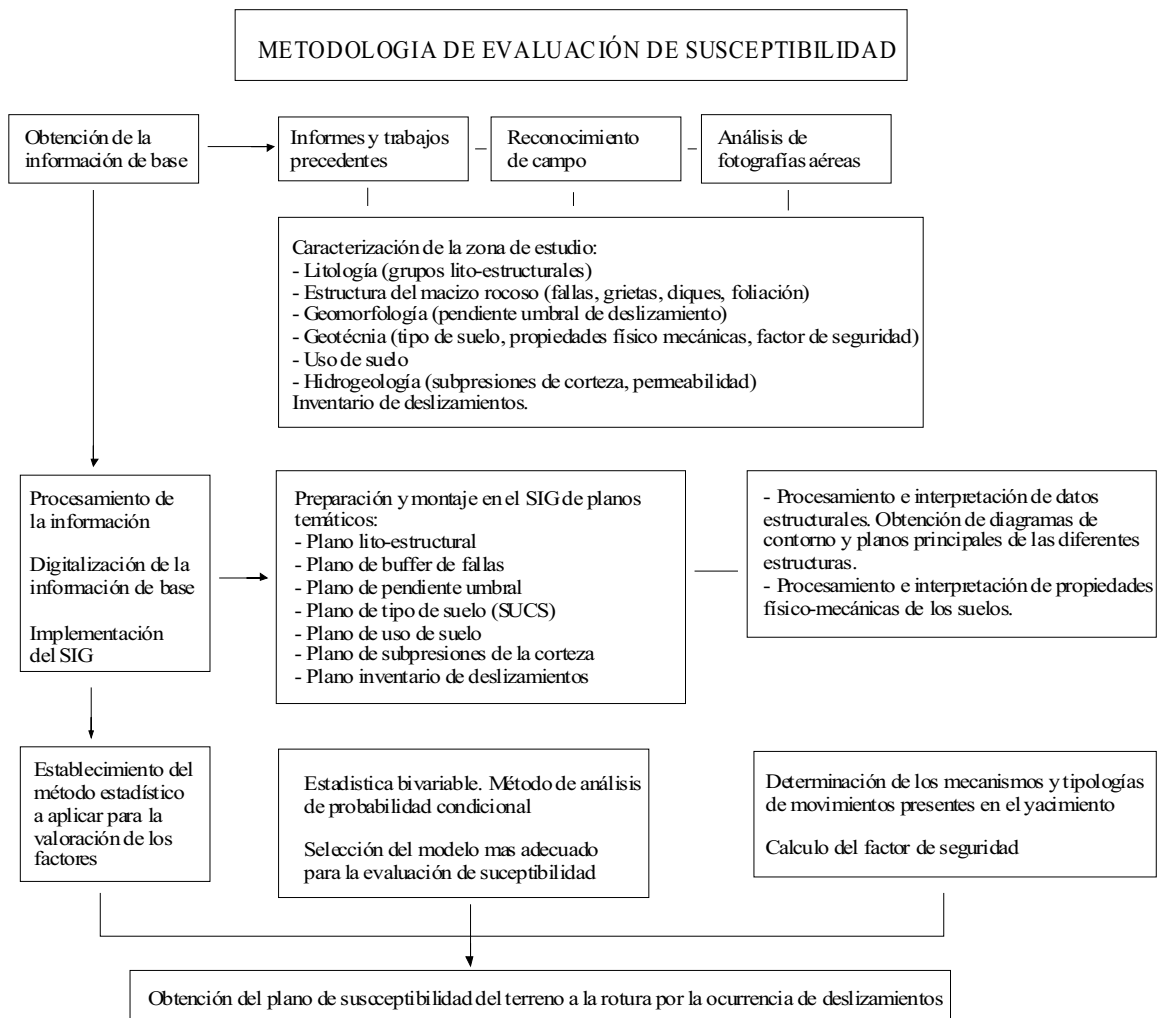 METODOLOGIA DE EVALUACIÓN DE SUSCEPTIBILIDAD
Obtención de la
información de base
Informes y trabajos
precedentes
Reconocimiento
de campo
Análisis de
fotografías aéreas
Caracterización de la zona de estudio:
- Litología (grupos lito-estructurales)
- Estructura del macizo rocoso (fallas, grietas, diques, foliación)
- Geomorfología (pendiente umbral de deslizamiento)
- Geotécnia (tipo de suelo, propiedades físico mecánicas, factor de seguridad)
- Uso de suelo
- Hidrogeología (subpresiones de corteza, permeabilidad)
Inventario de deslizamientos.
Procesamiento de
la información
Digitalización de la
información de base
Implementación
del SIG
Preparación y montaje en el SIG de planos
temáticos:
- Plano lito-estructural
- Plano de buffer de fallas
- Plano de pendiente umbral
- Plano de tipo de suelo (SUCS)
- Plano de uso de suelo
- Plano de subpresiones de la corteza
- Plano inventario de deslizamientos
- Procesamiento e interpretación de datos
estructurales. Obtención de diagramas de
contorno y planos principales de las diferentes
estructuras.
- Procesamiento e interpretación de propiedades
físico-mecánicas de los suelos.
Establecimiento del
método estadístico
a aplicar para la
valoración de los
factores
Estadistica bivariable. Método de análisis
de probabilidad condicional
Selección del modelo mas adecuado
para la evaluación de suceptibilidad
Determinación de los mecanismos y tipologías
de movimientos presentes en el yacimiento
Calculo del factor de seguridad
Obtención del plano de susocceptibilidad del terreno a la rotura por la ocurrencia de deslizamientos